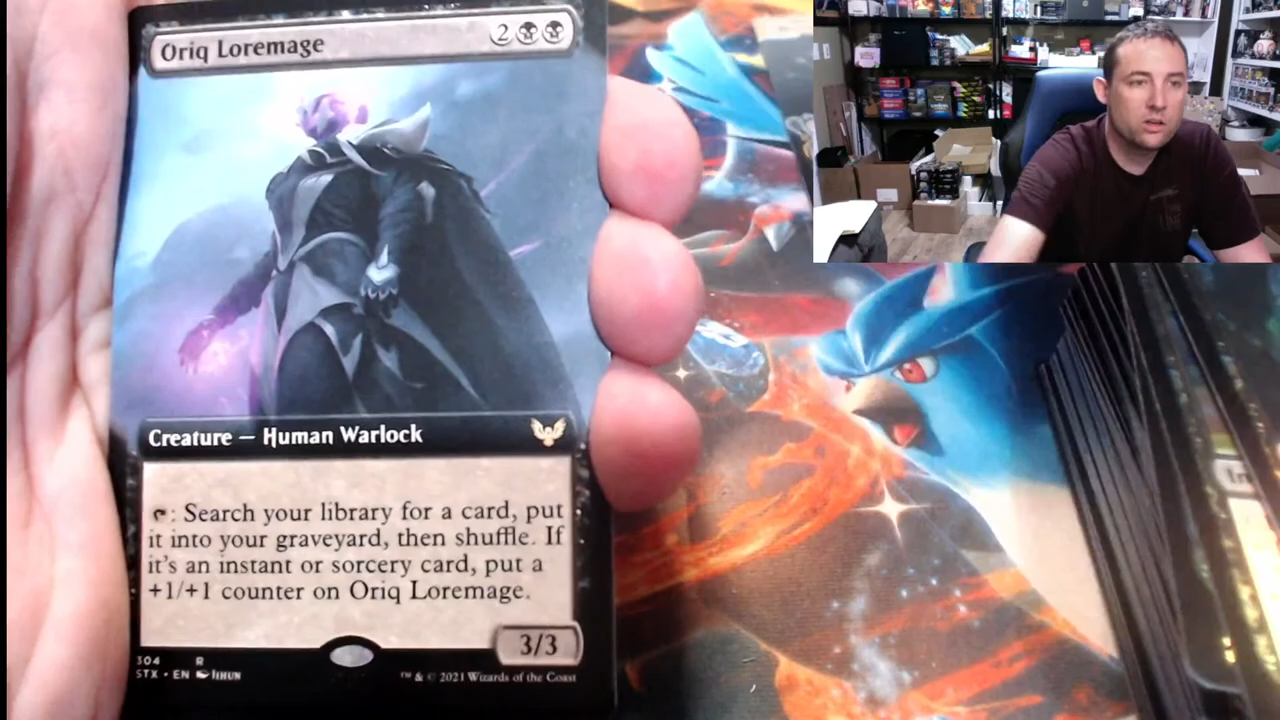 Oriq Loremage 2
Creature — Human Warlock
: Search your library for a card, put
it into your graveyard, then shuffle. If
it's an instant or sorcery card, put a
+1/+1 counter on Oriq Loremage.
3/3
304 R
STX • EN LIHUN
™ & © 2021 Wizards of the Coast